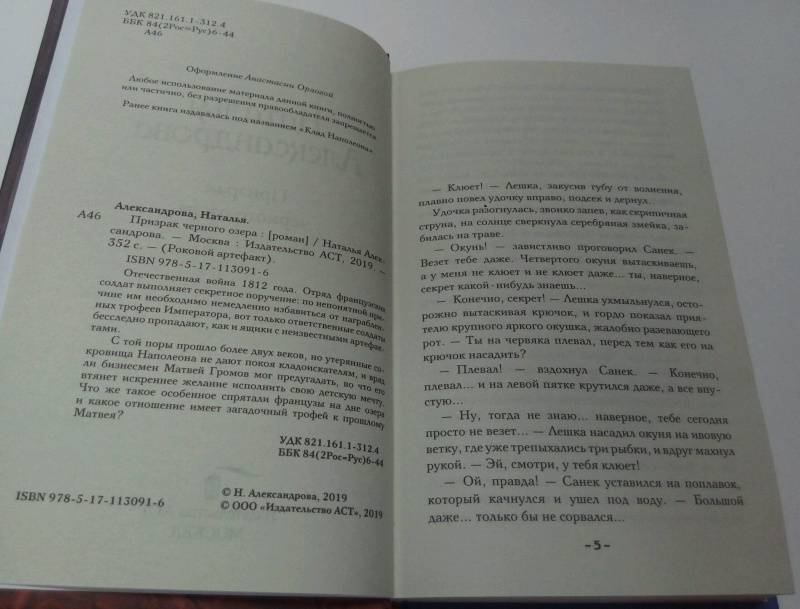 УДК 821.161.1-312.4
ББК 84(2Рос=Рус)6-44
А46
Оформление Анастасии Орловой
Любое использование материала данной книги, полностью
или частично, без разрешения правообладателя запрещается
Ранее книга издавалась под названием «Клад Наполеона»
Александрова, Наталья.
А46 Призрак черного озера : [роман] / Наталья Алек-
сандрова. — Москва : Издательство АСТ, 2019. —
352 с. — (Роковой артефакт).
ISBN 978-5-17-113091-6
Отечественная война 1812 года. Отряд французских
солдат выполняет секретное поручение: по непонятной при-
чине им необходимо немедленно избавиться от награблен-
ных трофеев Императора, вот только ответственные солдаты
бесследно пропадают, как и ящики с неизвестными артефак-
тами.
С той поры прошло более двух веков, но утерянные со-
кровища Наполеона не дают покоя кладоискателям, и вряд
ли бизнесмен Матвей Громов мог предугадать, во что его
втянет искреннее желание исполнить свою детскую мечту.
Что же такое особенное спрятали французы на дне озера
и какое отношение имеет загадочный трофей к прошлому
Матвея?
УДК 821.161.1-312.4
ББК 84(2Рос=Рус)6-44
© Н. Александрова, 2019
ISBN 978-5-17-113091-6 © ООО «Издательство АСТ», 2019
— Клюет! — Лешка, закусив губу от волнения,
плавно повел удочку вправо, подсек и дернул.
Удочка разогнулась, звонко запев, как скрипичная
струна, на солнце сверкнула серебряная змейка, за-
билась на траве.
— Окунь! — завистливо проговорил Санек. —
Везет тебе даже. Четвертого окуня вытаскиваешь,
а у меня не клюет и не клюет даже... ты, наверное,
секрет какой-нибудь знаешь...
— Конечно, секрет! — Лешка ухмыльнулся, осто-
рожно вытаскивая крючок, и гордо показал прия-
телю крупного яркого окушка, жалобно разевающего
рот. — Ты на червяка плевал, перед тем как его на
крючок насадить?
— Плевал! — вздохнул Санек. — Конечно,
плевал... и на левой пятке крутился даже, а все впу-
стую...
— Ну, тогда не знаю... наверное, тебе сегодня
просто не везет... — Лешка насадил окуня на ивовую
ветку, где уже трепыхались три рыбки, и вдруг махнул
рукой. — Эй, смотри, у тебя клюет!
— Ой, правда! — Санек уставился на поплавок,
который качнулся и ушел под воду. — Большой
даже... только бы не сорвался...
– 5 –